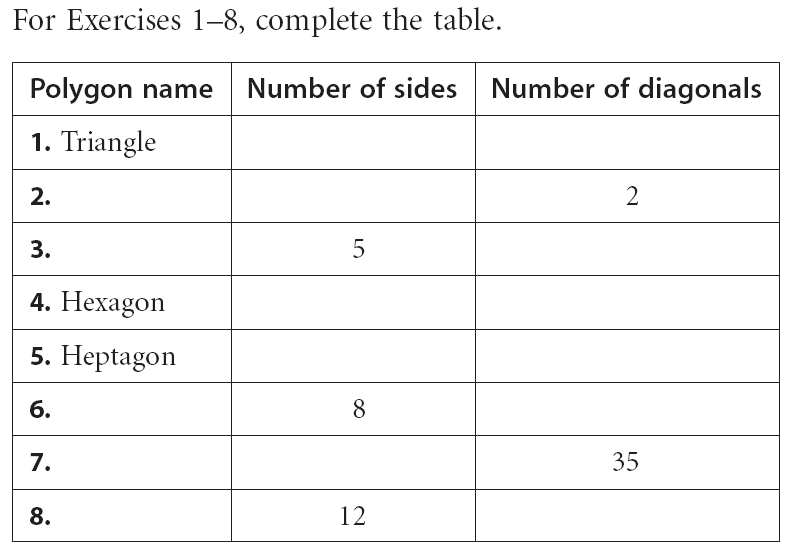 For Exercises 1–8, complete the table.
Polygon name Number of sides Number of diagonals
1. Triangle
2. 2
3. 5
4. Hexagon
5. Heptagon
6. 8
7. 35
8. 12